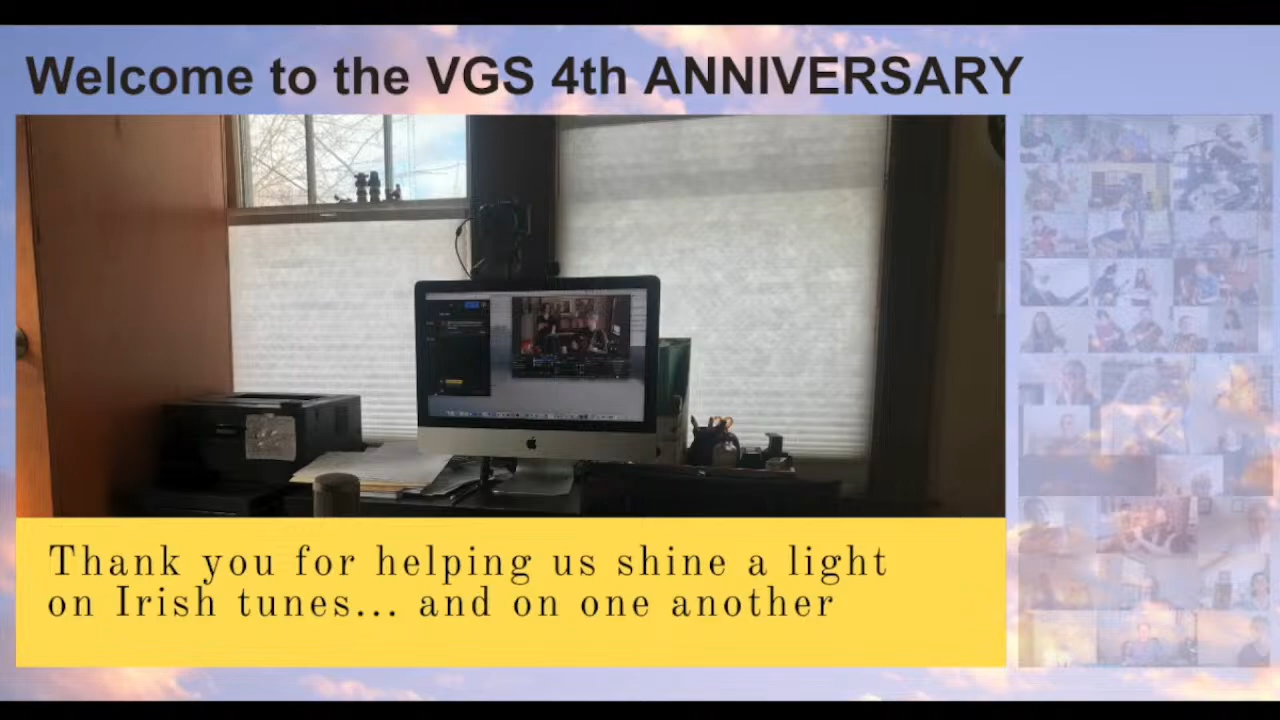 Welcome to the VGS 4th ANNIVERSARY
Thank you for helping us shine a light
on Irish tunes... and on one another